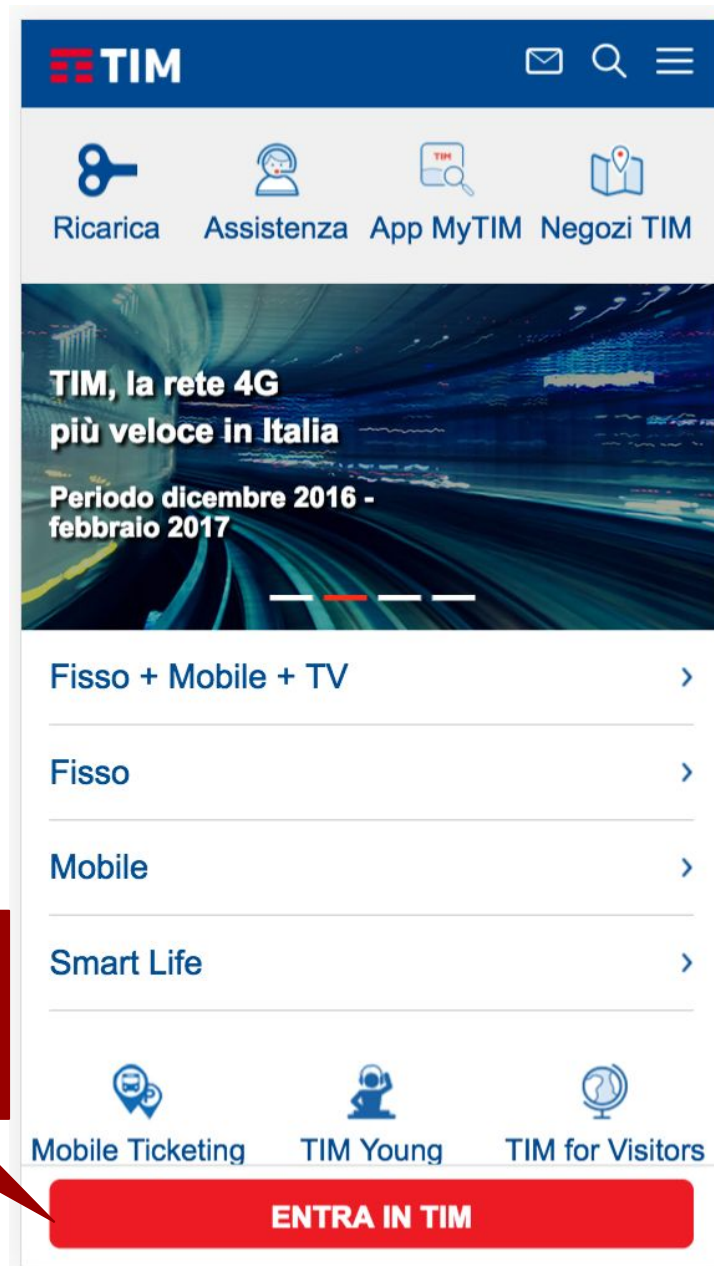 TIM
Ricarica Assistenza App MyTIM Negozi TIM
TIM, la rete 4G
più veloce in Italia
Periodo dicembre 2016 -
febbraio 2017
Fisso + Mobile + TV
Fisso
Mobile
Smart Life
Mobile Ticketing TIM Young TIM for Visitors
ENTRA IN TIM